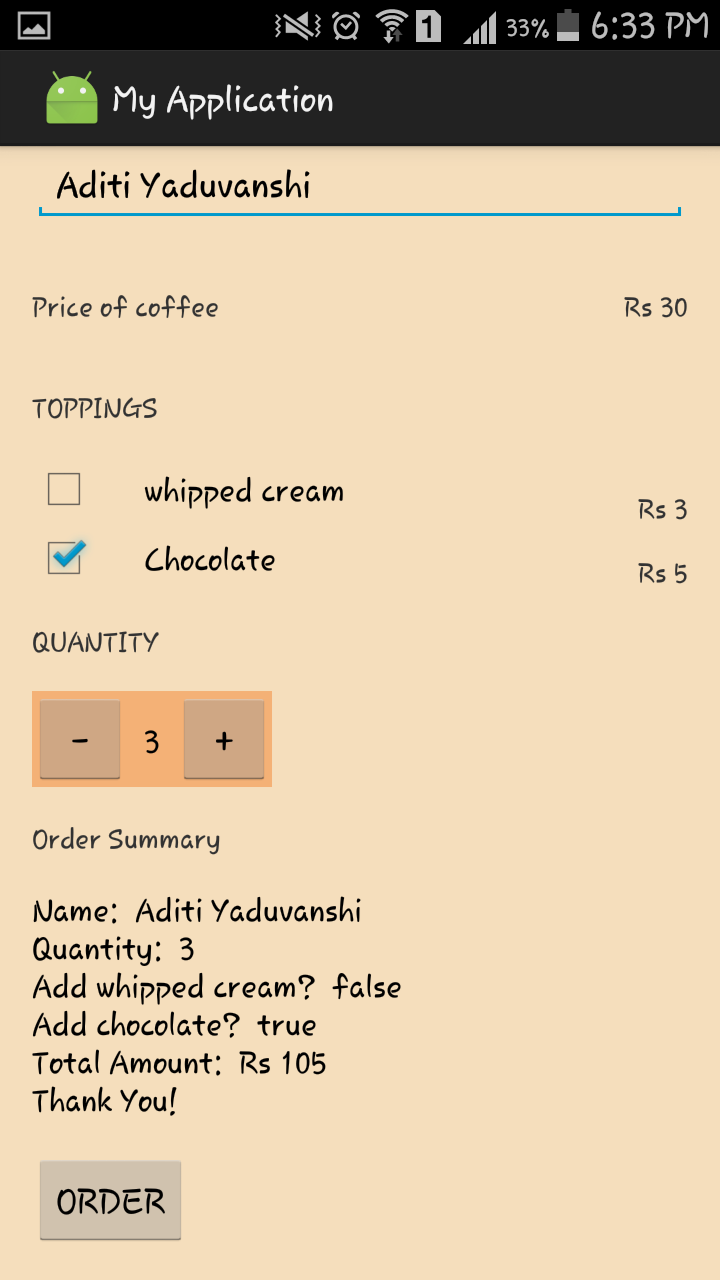 1 33% 6:33 PM
My Application
Aditi Yaduvanshi
Price of coffee Rs 30
TOPPINGS
whipped cream Rs 3
Chocolate Rs 5
QUANTITY
- 3 +
Order Summary
Name: Aditi Yaduvanshi
Quantity: 3
Add whipped cream? false
Add chocolate? true
Total Amount: Rs 105
Thank You!
ORDER